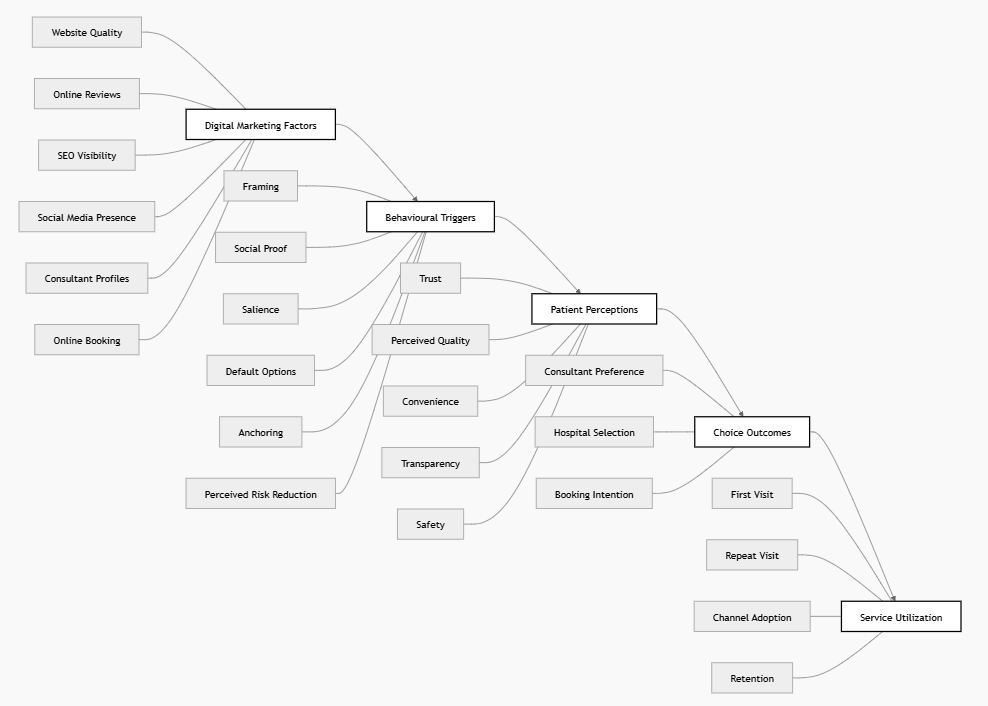 Website Quality
Online Reviews
Digital Marketing Factors
SEO Visibility
Framing
Social Media Presence
Behavioural Triggers
Social Proof
Consultant Profiles
Trust
Salience
Patient Perceptions
Online Booking
Perceived Quality
Default Options
Consultant Preference
Convenience
Anchoring
Hospital Selection
Choice Outcomes
Transparency
Perceived Risk Reduction
Booking Intention
First Visit
Safety
Repeat Visit
Channel Adoption
Service Utilization
Retention